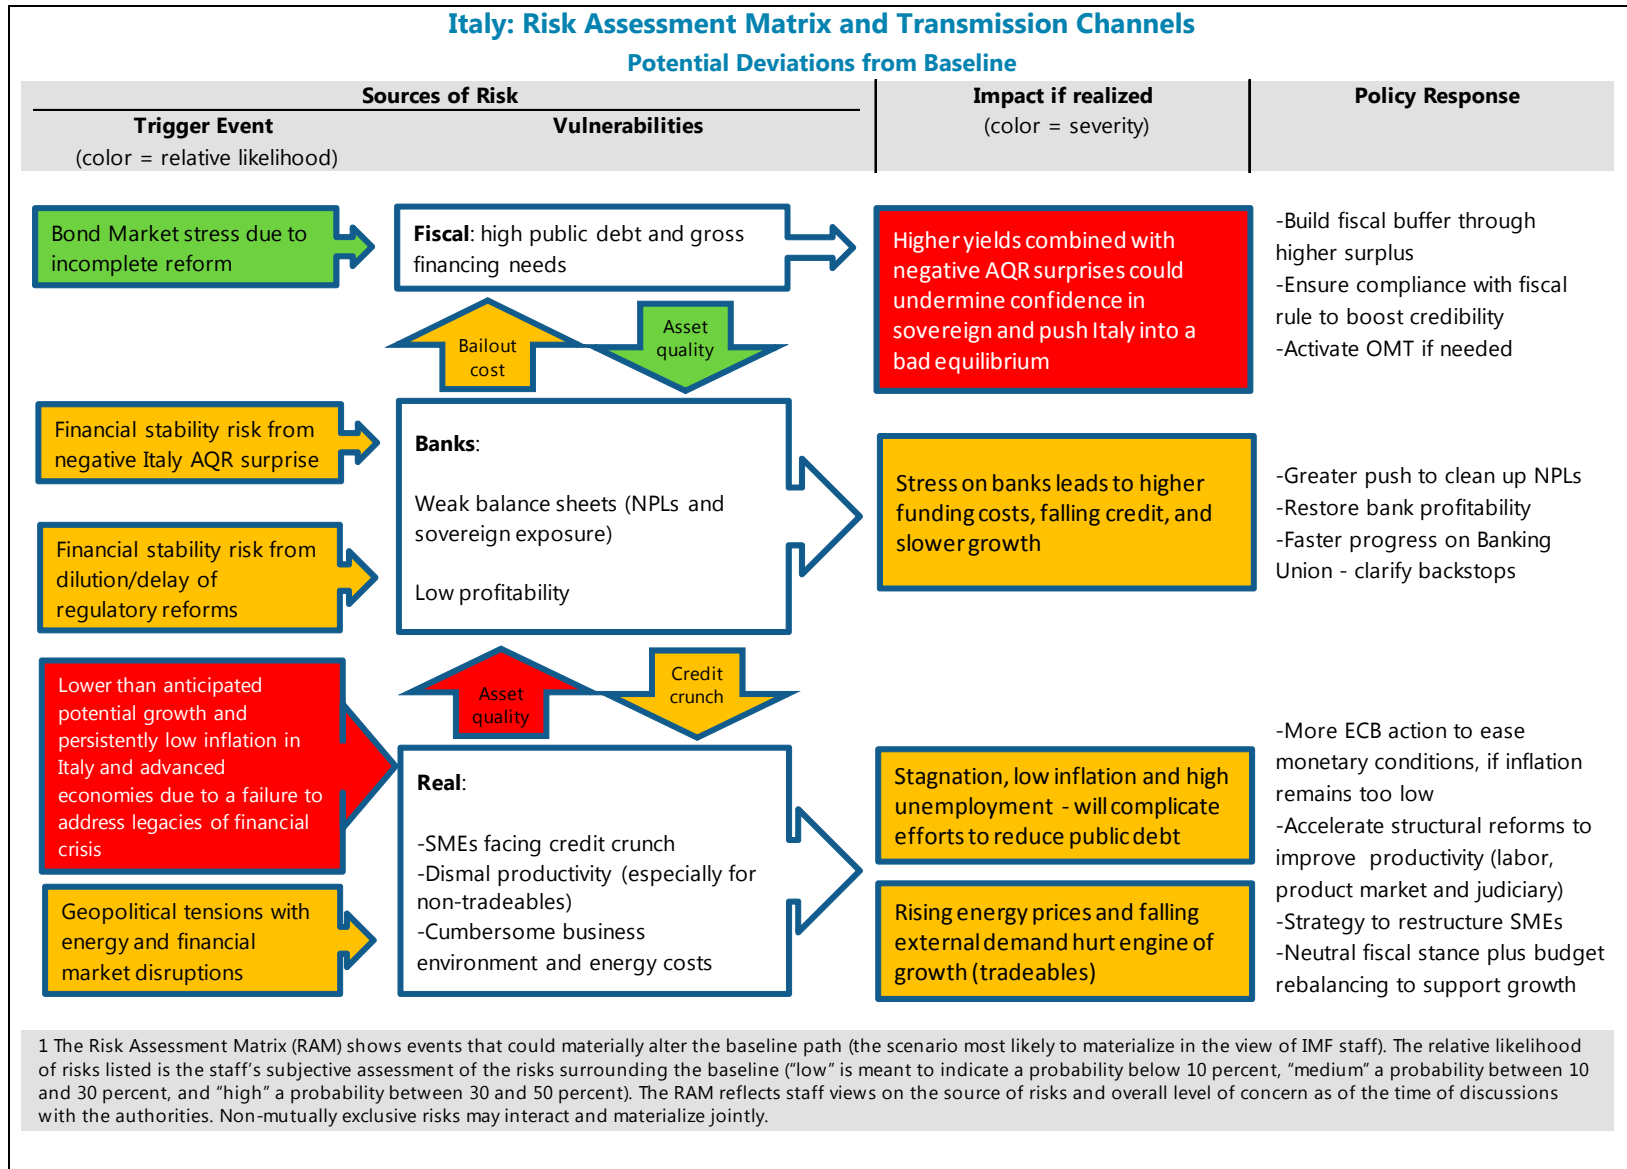 Italy: Risk Assessment Matrix and Transmission Channels
Potential Deviations from Baseline
Sources of Risk
Impact if realized
(color = severity)
Policy Response
Trigger Event
(color = relative likelihood)
Vulnerabilities
Bond Market stress due to
incomplete reform
Fiscal: high public debt and gross
financing needs
Higher yields combined with
negative AQR surprises could
undermine confidence in
sovereign and push Italy into a
bad equilibrium
-Build fiscal buffer through
higher surplus
-Ensure compliance with fiscal
rule to boost credibility
-Activate OMT if needed
Bailout
cost
Asset
quality
Financial stability risk from
negative Italy AQR surprise
Financial stability risk from
dilution/delay of
regulatory reforms
Banks:
Weak balance sheets (NPLs and
sovereign exposure)
Low profitability
Stress on banks leads to higher
funding costs, falling credit, and
slower growth
-Greater push to clean up NPLs
-Restore bank profitability
-Faster progress on Banking
Union - clarify backstops
Asset
quality
Credit
crunch
Lower than anticipated
potential growth and
persistently low inflation in
Italy and advanced
economies due to a failure to
address legacies of financial
crisis
Geopolitical tensions with
energy and financial
market disruptions
Real:
-SMEs facing credit crunch
-Dismal productivity (especially for
non-tradeables)
-Cumbersome business
environment and energy costs
Stagnation, low inflation and high
unemployment - will complicate
efforts to reduce public debt
Rising energy prices and falling
external demand hurt engine of
growth (tradeables)
-More ECB action to ease
monetary conditions, if inflation
remains too low
-Accelerate structural reforms to
improve productivity (labor,
product market and judiciary)
-Strategy to restructure SMEs
-Neutral fiscal stance plus budget
rebalancing to support growth
1 The Risk Assessment Matrix (RAM) shows events that could materially alter the baseline path (the scenario most likely to materialize in the view of IMF staff). The relative likelihood
of risks listed is the staff's subjective assessment of the risks surrounding the baseline (“low” is meant to indicate a probability below 10 percent, “medium” a probability between 10
and 30 percent, and “high” a probability between 30 and 50 percent). The RAM reflects staff views on the source of risks and overall level of concern as of the time of discussions
with the authorities. Non-mutually exclusive risks may interact and materialize jointly.